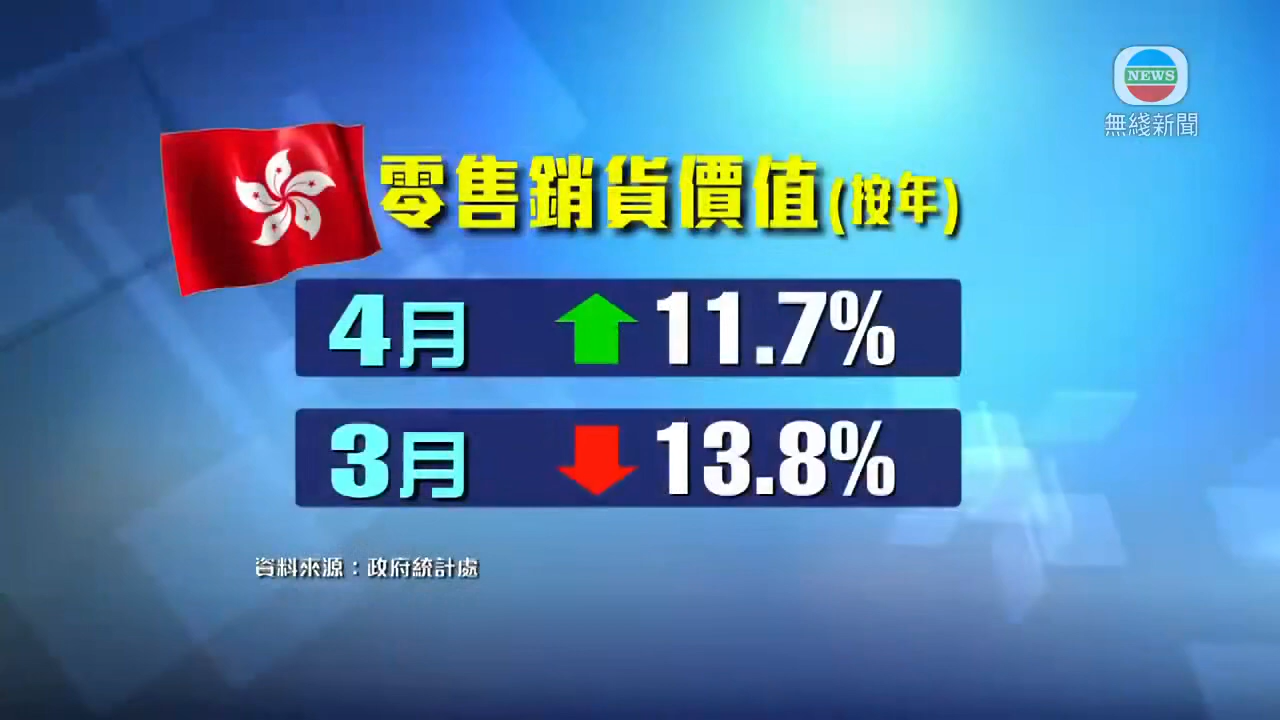 NEWS
無綫新聞
零售銷貨價值(按年)
4月 11.7%
3月 13.8%
資料來源：政府統計處